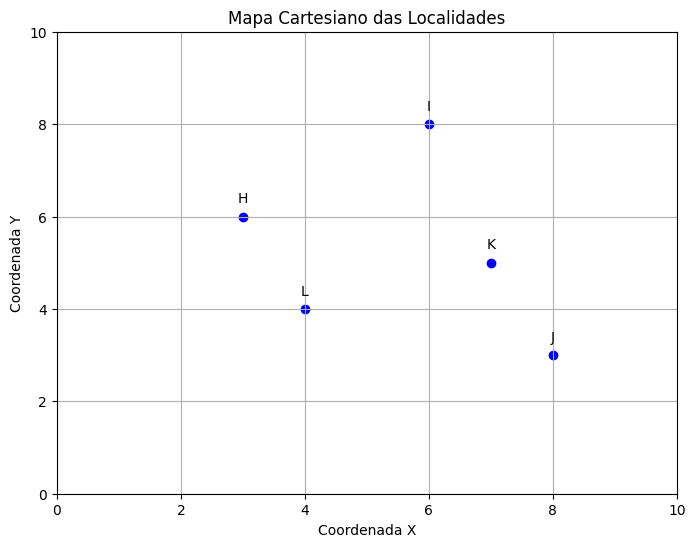 Mapa Cartesiano das Localidades
10
8
6
4
2
0
Coordenada Y
I
H
K
L
J
0 2 4 6 8 10
Coordenada X